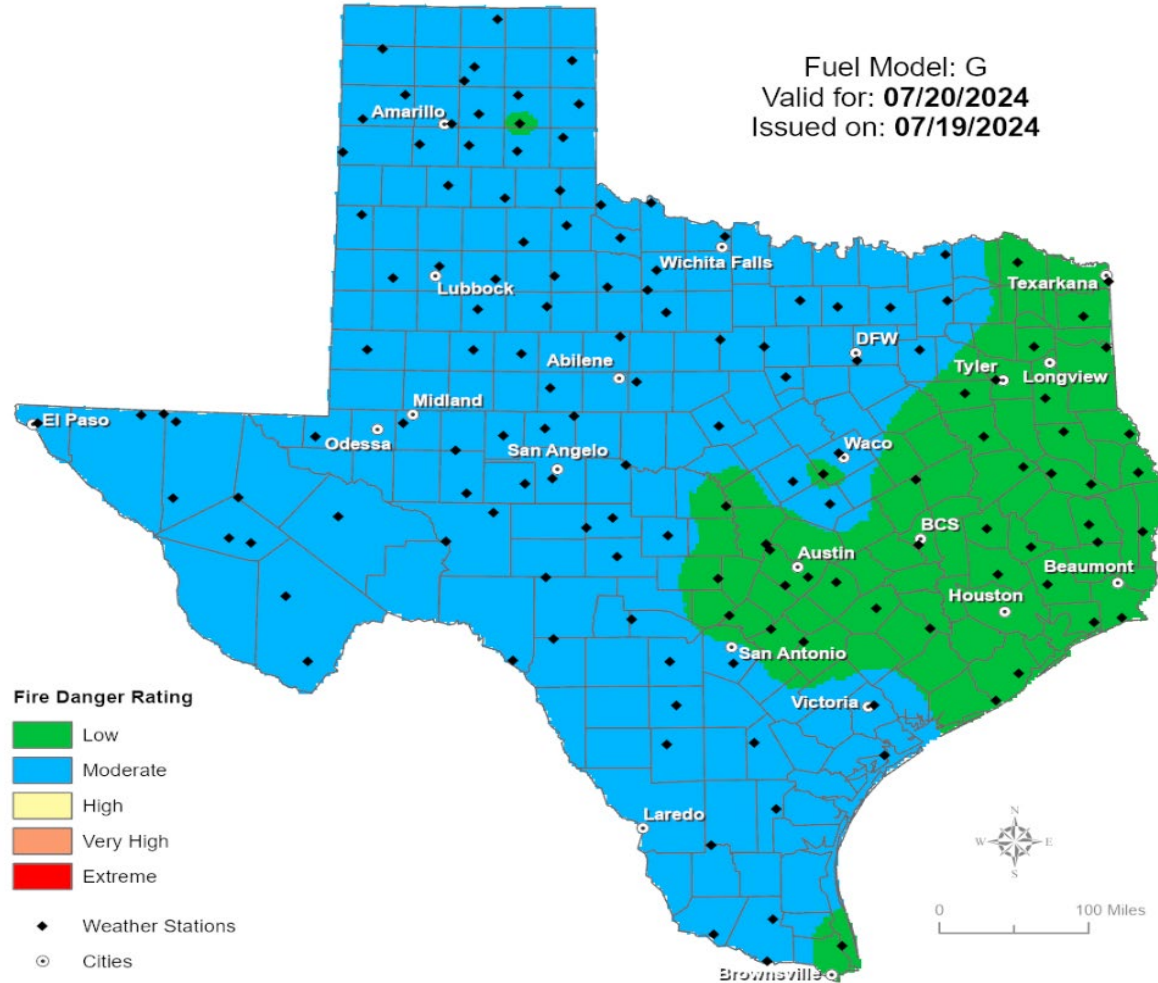 Fuel Model: G
Valid for: 07/20/2024
Issued on: 07/19/2024
Amarillo
Wichita Falls
Lubbock
Texarkana
DFW
Abilene
Tyler
Longview
Midland
El Paso
Odessa
San Angelo
Waco
BCS
Austin
Beaumont
Houston
San Antonio
Victoria
Laredo
Brownsville
Fire Danger Rating
Low
Moderate
High
Very High
Extreme
Weather Stations
Cities
N
W E
S
0 100 Miles